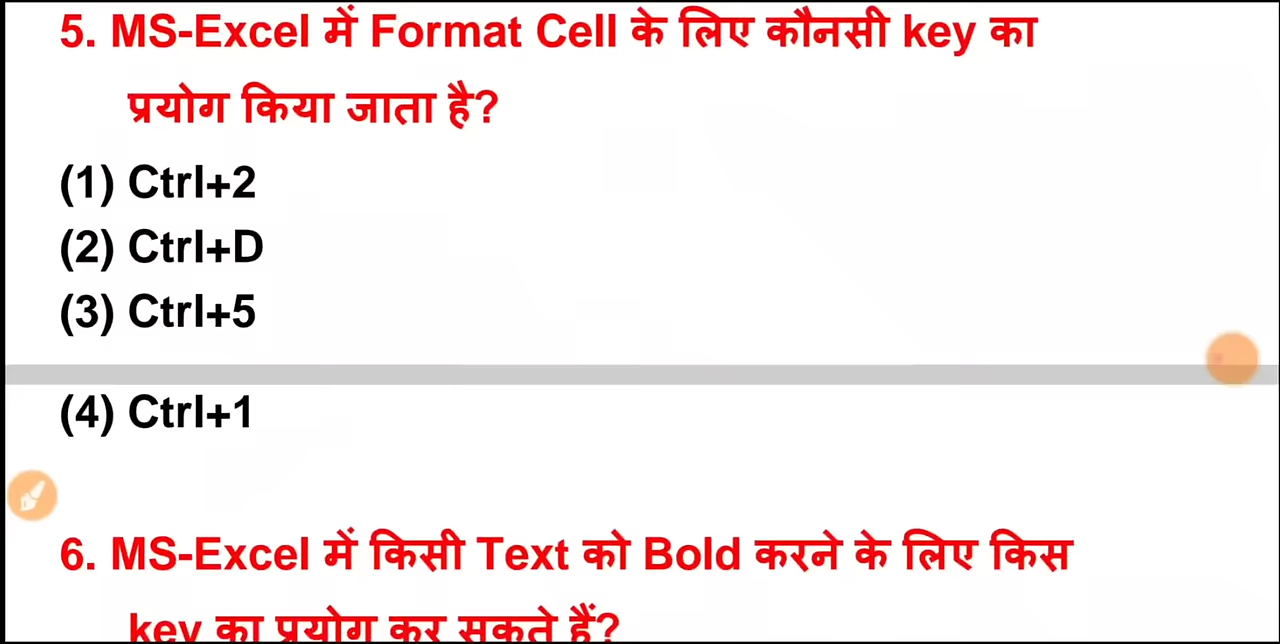 5. MS-Excel में Format Cell के लिए कौनसी key का
प्रयोग किया जाता है?
(1) Ctrl+2
(2) Ctrl+D
(3) Ctrl+5
(4) Ctrl+1
6. MS-Excel में किसी Text को Bold करने के लिए किस
key का प्रयोग कर सकते हैं?